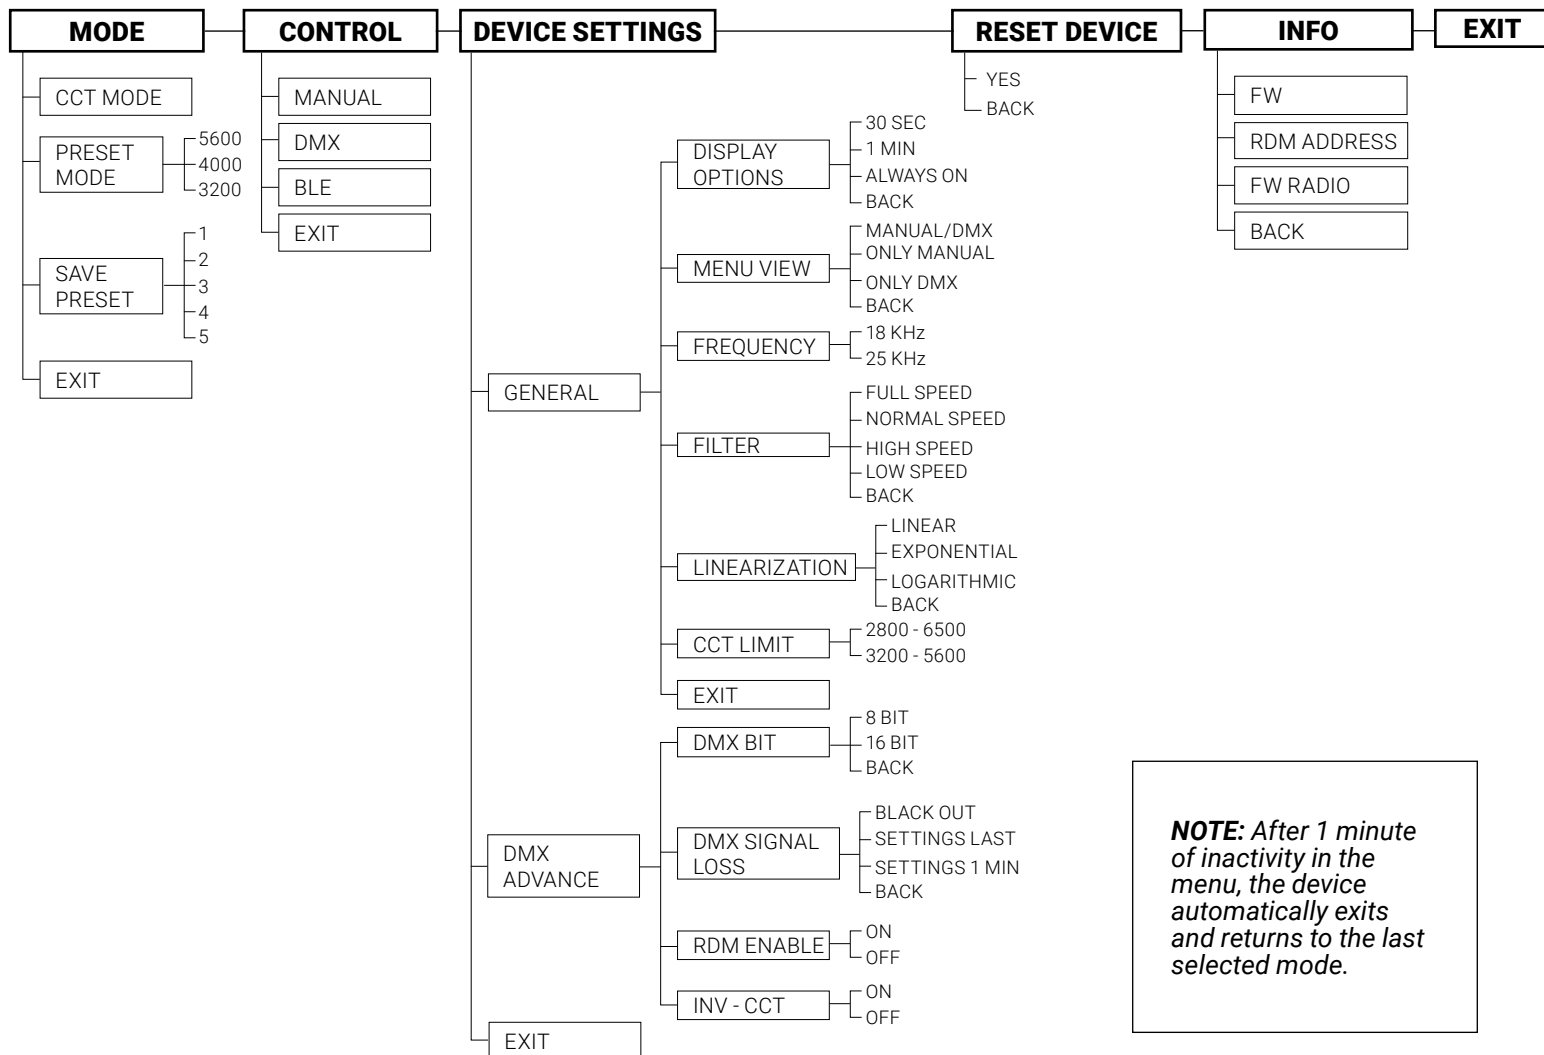 MODE
CONTROL
DEVICE SETTINGS
RESET DEVICE
INFO
EXIT
CCT MODE
PRESET
MODE
5600
4000
3200
SAVE
PRESET
1
2
3
4
5
EXIT
MANUAL
DMX
BLE
EXIT
GENERAL
DISPLAY
OPTIONS
30 SEC
1 MIN
ALWAYS ON
BACK
MENU VIEW
MANUAL/DMX
ONLY MANUAL
ONLY DMX
BACK
FREQUENCY
18 KHz
25 KHz
FILTER
FULL SPEED
NORMAL SPEED
HIGH SPEED
LOW SPEED
BACK
LINEARIZATION
LINEAR
EXPONENTIAL
LOGARITHMIC
BACK
CCT LIMIT
2800 - 6500
3200 - 5600
EXIT
DMX
ADVANCE
DMX BIT
8 BIT
16 BIT
BACK
DMX SIGNAL
LOSS
BLACK OUT
SETTINGS LAST
SETTINGS 1 MIN
BACK
RDM ENABLE
ON
OFF
INV - CCT
ON
OFF
EXIT
YES
BACK
FW
RDM ADDRESS
FW RADIO
BACK
NOTE: After 1 minute
of inactivity in the
menu, the device
automatically exits
and returns to the last
selected mode.